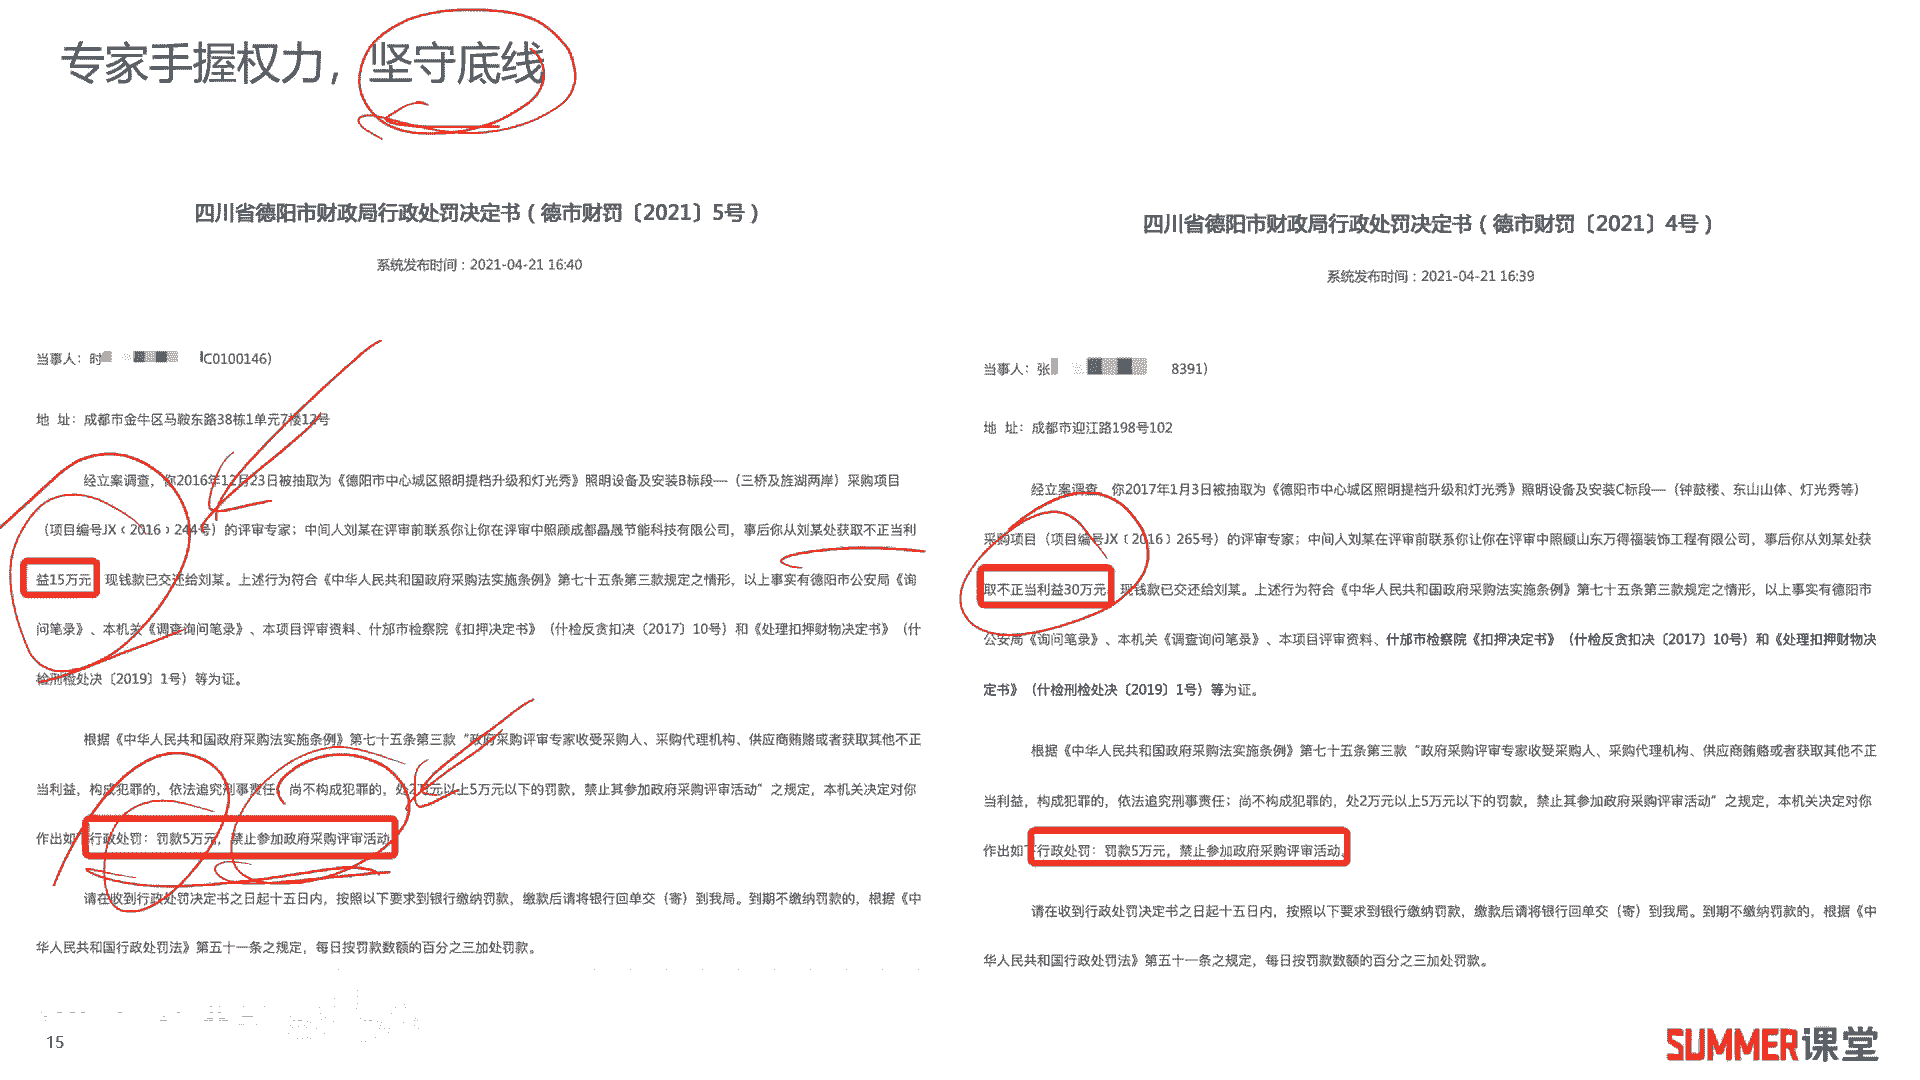 专家手握权力，坚守底线
四川省德阳市财政局行政处罚决定书（德市财罚〔2021〕5号）
系统发布时间：2021-04-21 16:40
当事人：时 C0100146)
地 址：成都市金牛区马鞍东路38栋1单元7楼12号
经立案调查，你2016年12月23日被抽取为《德阳市中心城区照明提档升级和灯光秀》照明设备及安装B标段—（三桥及旌湖两岸）采购项目
（项目编号JX﹝2016﹞244号）的评审专家；中间人刘某在评审前联系你让你在评审中照顾成都晶晟节能科技有限公司，事后你从刘某处获取不正当利
益15万元 现钱款已交还给刘某。上述行为符合《中华人民共和国政府采购法实施条例》第七十五条第三款规定之情形，以上事实有德阳市公安局《询
问笔录》、本机关《调查询问笔录》、本项目评审资料、什邡市检察院《扣押决定书》（什检反贪扣决〔2017〕10号）和《处理扣押财物决定书》（什
检刑检处决〔2019〕1号）等为证。
根据《中华人民共和国政府采购法实施条例》第七十五条第三款“政府采购评审专家收受采购人、采购代理机构、供应商贿赂或者获取其他不正
当利益，构成犯罪的，依法追究刑事责任；尚不构成犯罪的，处2万元以上5万元以下的罚款，禁止其参加政府采购评审活动”之规定，本机关决定对你
作出如下行政处罚：罚款5万元，禁止参加政府采购评审活动
请在收到行政处罚决定书之日起十五日内，按照以下要求到银行缴纳罚款，缴款后请将银行回单交（寄）到我局。到期不缴纳罚款的，根据《中
华人民共和国行政处罚法》第五十一条之规定，每日按罚款数额的百分之三加处罚款。
四川省德阳市财政局行政处罚决定书（德市财罚〔2021〕4号）
系统发布时间：2021-04-21 16:39
当事人：张 8391)
地 址：成都市迎江路198号102
经立案调查，你2017年1月3日被抽取为《德阳市中心城区照明提档升级和灯光秀》照明设备及安装C标段—（钟鼓楼、东山山体、灯光秀等）
采购项目（项目编号JX﹝2016﹞265号）的评审专家；中间人刘某在评审前联系你让你在评审中照顾山东万得福装饰工程有限公司，事后你从刘某处获
取不正当利益30万元 现钱款已交还给刘某。上述行为符合《中华人民共和国政府采购法实施条例》第七十五条第三款规定之情形，以上事实有德阳市
公安局《询问笔录》、本机关《调查询问笔录》、本项目评审资料、什邡市检察院《扣押决定书》（什检反贪扣决〔2017〕10号）和《处理扣押财物决
定书》（什检刑检处决〔2019〕1号）等为证。
根据《中华人民共和国政府采购法实施条例》第七十五条第三款“政府采购评审专家收受采购人、采购代理机构、供应商贿赂或者获取其他不正
当利益，构成犯罪的，依法追究刑事责任；尚不构成犯罪的，处2万元以上5万元以下的罚款，禁止其参加政府采购评审活动”之规定，本机关决定对你
作出如下行政处罚：罚款5万元，禁止参加政府采购评审活动。
请在收到行政处罚决定书之日起十五日内，按照以下要求到银行缴纳罚款，缴款后请将银行回单交（寄）到我局。到期不缴纳罚款的，根据《中
华人民共和国行政处罚法》第五十一条之规定，每日按罚款数额的百分之三加处罚款。
15
SUMMER课堂